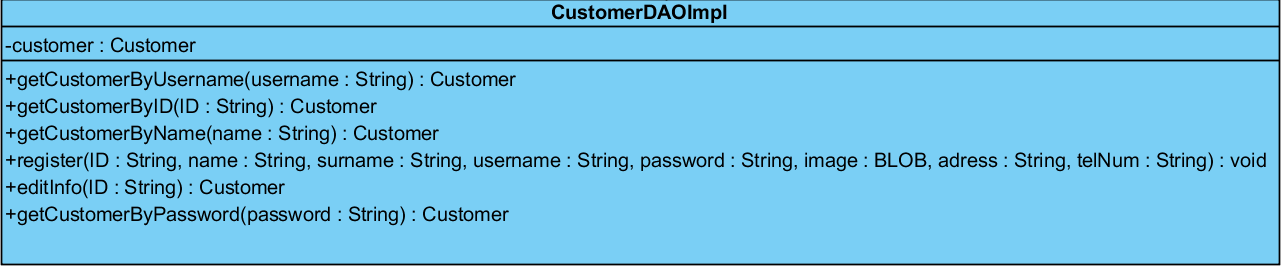 CustomerDAOImpl
-customer : Customer
+getCustomerByUsername(username : String) : Customer
+getCustomerByID(ID : String) : Customer
+getCustomerByName(name : String) : Customer
+register(ID : String, name : String, surname : String, username : String, password : String, image : BLOB, adress : String, telNum : String) : void
+editInfo(ID : String) : Customer
+getCustomerByPassword(password : String) : Customer